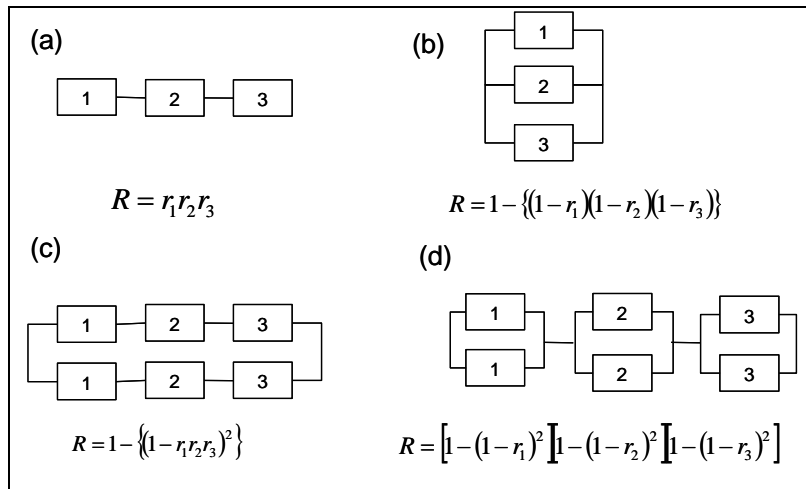 (a)
1 2 3
R = r₁r₂r₃
(b)
1
2
3
R = 1 − {(1 − r₁)(1 − r₂)(1 − r₃)}
(c)
1 2 3
1 2 3
R = 1 − {(1 − r₁r₂r₃)²}
(d)
1 2 3
1 2 3
R = [1 − (1 − r₁)²][1 − (1 − r₂)²][1 − (1 − r₃)²]